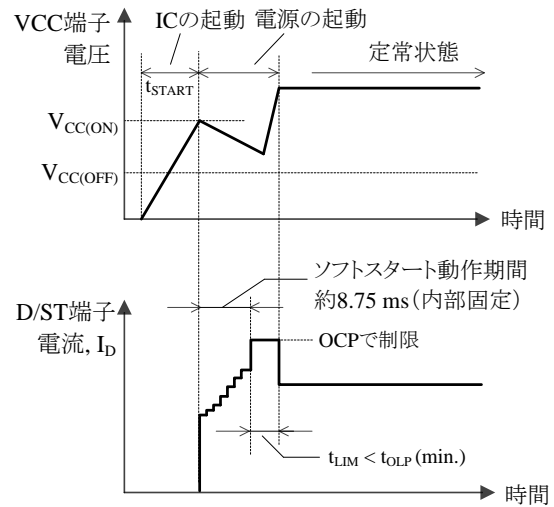 VCC端子
電圧
ICの起動
電源の起動
定常状態
tSTART
VCC(ON)
VCC(OFF)
時間
ソフトスタート動作期間
約8.75 ms（内部固定）
D/ST端子
電流, ID
OCPで制限
tLIM < tOLP (min.)
時間